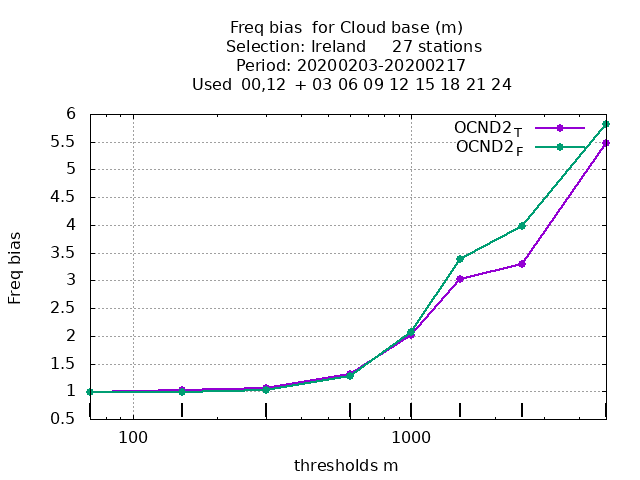 Freq bias  for Cloud base (m)
Selection: Ireland     27 stations
Period: 20200203-20200217
Used  00,12  + 03 06 09 12 15 18 21 24
OCND2T
OCND2F
6
5.5
5
4.5
4
3.5
3
2.5
2
1.5
1
0.5
Freq bias
100 1000
thresholds m